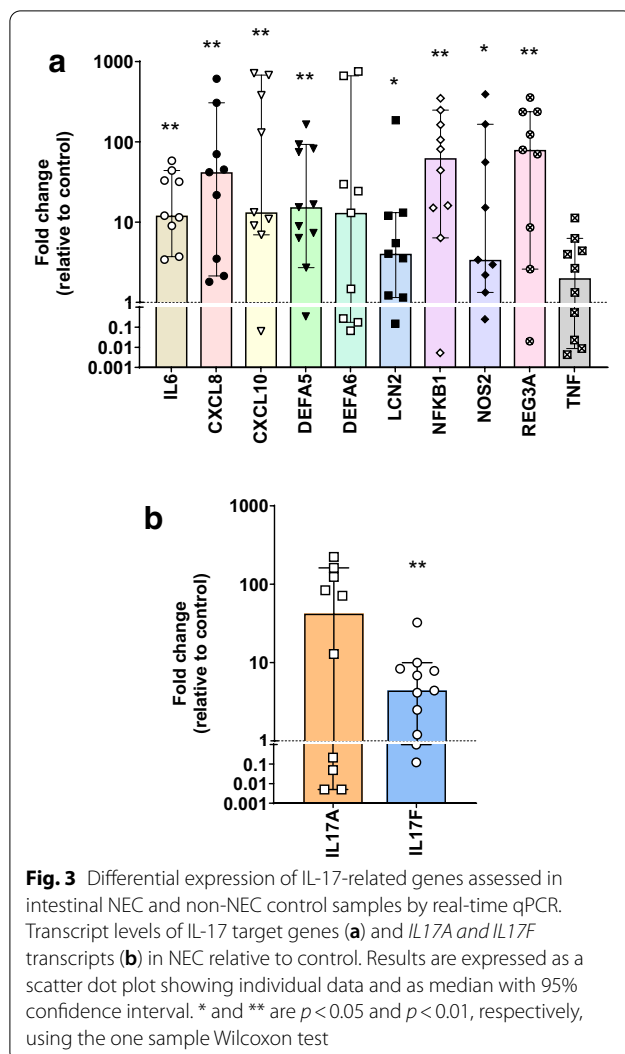 a
** ** ** ** * ** * **
1000
100
10
1
0.1
0.01
0.001
Fold change
(relative to control)
IL6 CXCL8 CXCL10 DEFA5 DEFA6 LCN2 NFKB1 NOS2 REG3A TNF
b
**
1000
100
10
1
0.1
0.01
0.001
Fold change
(relative to control)
IL17A IL17F
Fig. 3 Differential expression of IL-17-related genes assessed in
intestinal NEC and non-NEC control samples by real-time qPCR.
Transcript levels of IL-17 target genes (a) and IL17A and IL17F
transcripts (b) in NEC relative to control. Results are expressed as a
scatter dot plot showing individual data and as median with 95%
confidence interval. * and ** are p < 0.05 and p < 0.01, respectively,
using the one sample Wilcoxon test